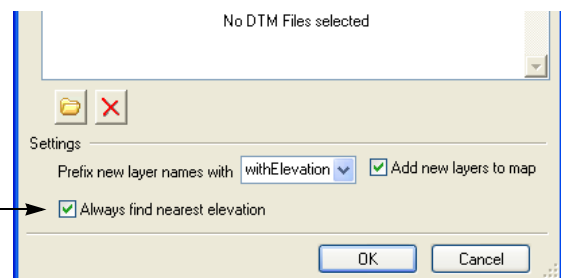 No DTM Files selected
Settings
Prefix new layer names with withElevation Add new layers to map
Always find nearest elevation
OK Cancel